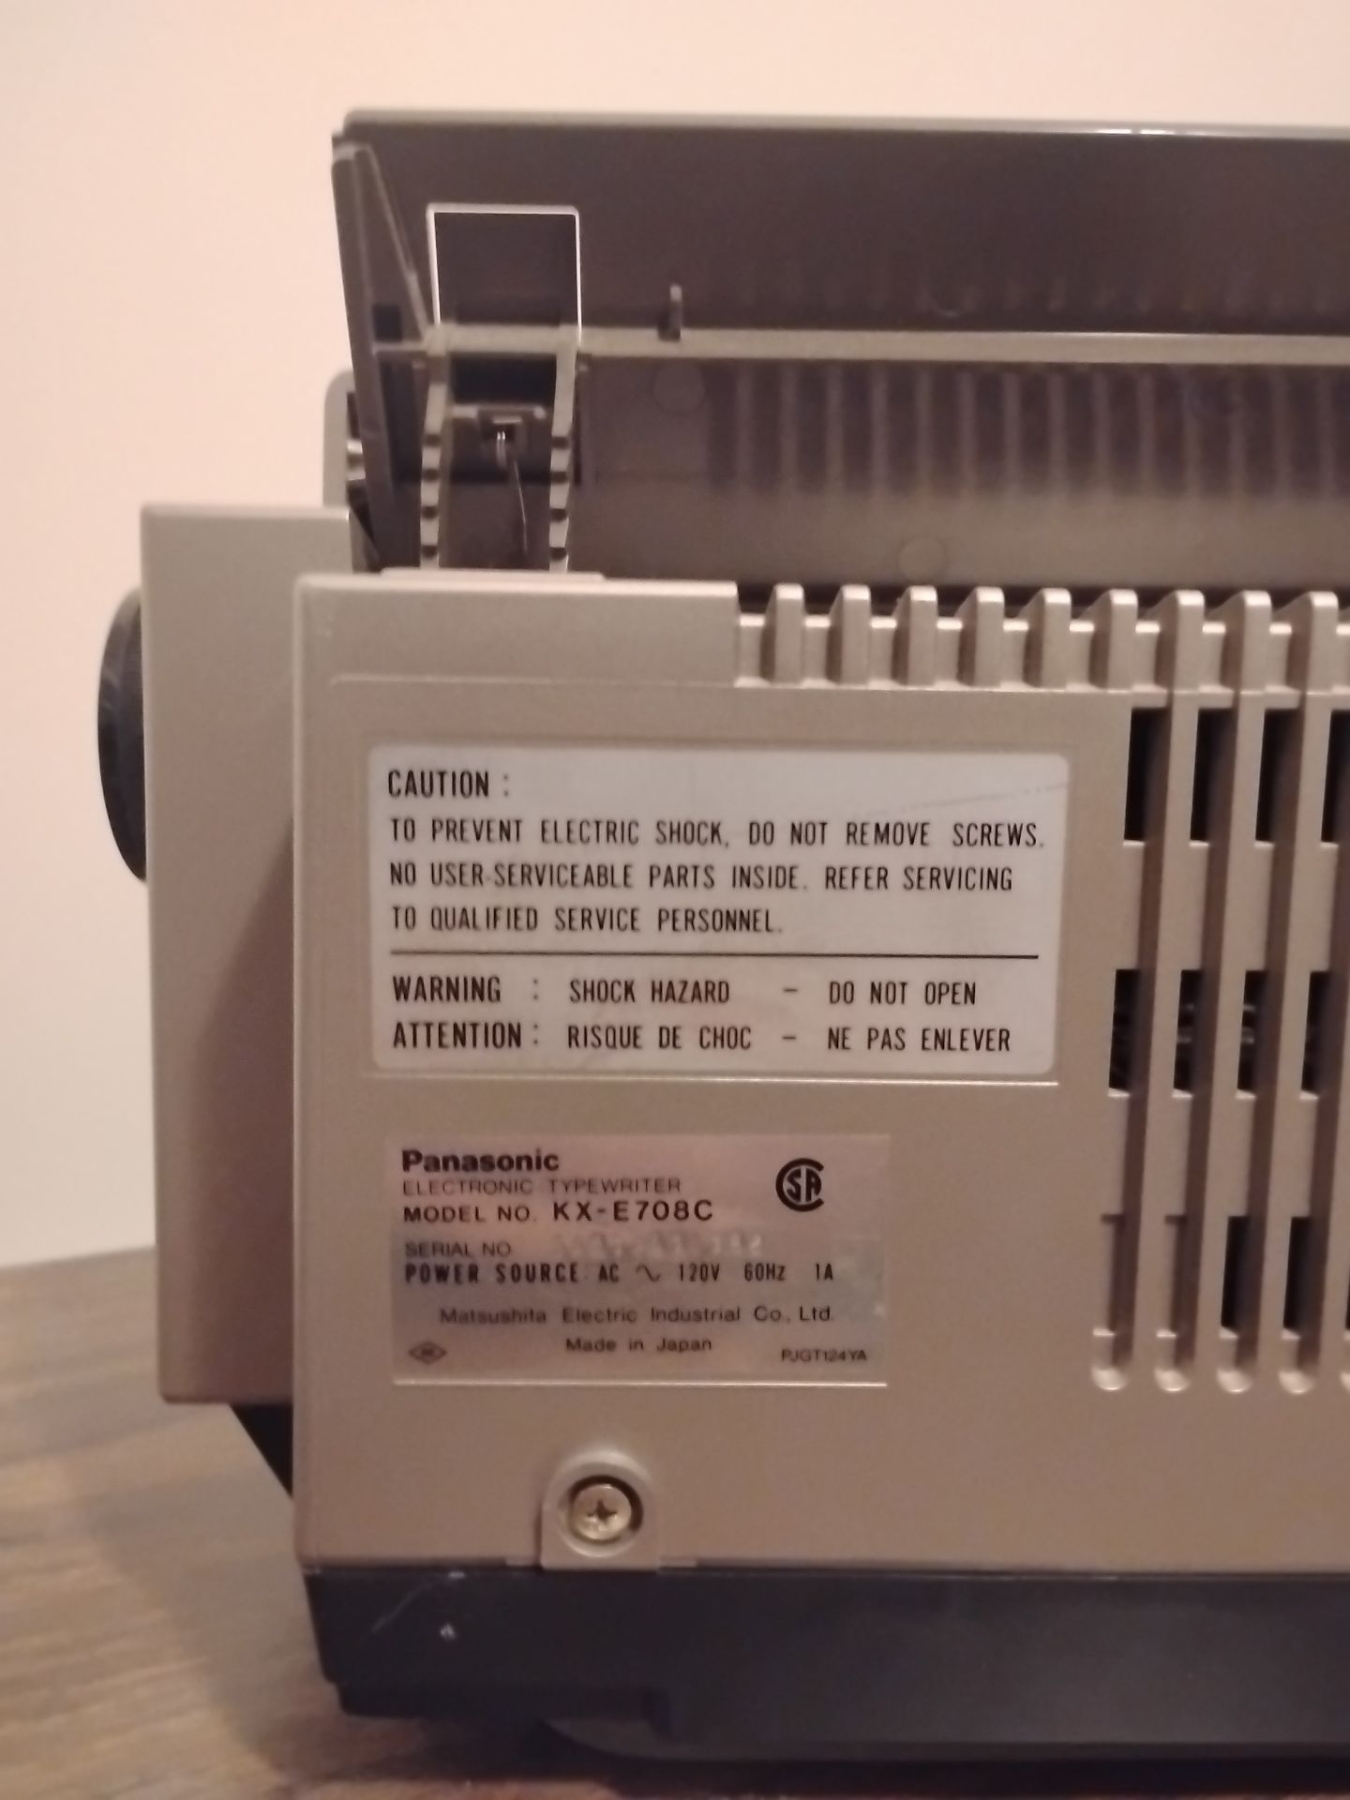 CAUTION :
TO PREVENT ELECTRIC SHOCK, DO NOT REMOVE SCREWS.
NO USER-SERVICEABLE PARTS INSIDE. REFER SERVICING
TO QUALIFIED SERVICE PERSONNEL.
WARNING : SHOCK HAZARD - DO NOT OPEN
ATTENTION : RISQUE DE CHOC - NE PAS ENLEVER
Panasonic
ELECTRONIC TYPEWRITER
MODEL NO. KX-E708C
SA
SERIAL NO.
POWER SOURCE AC ∿ 120V 60Hz 1A
Matsushita Electric Industrial Co., Ltd.
Made in Japan
PJGT124YA